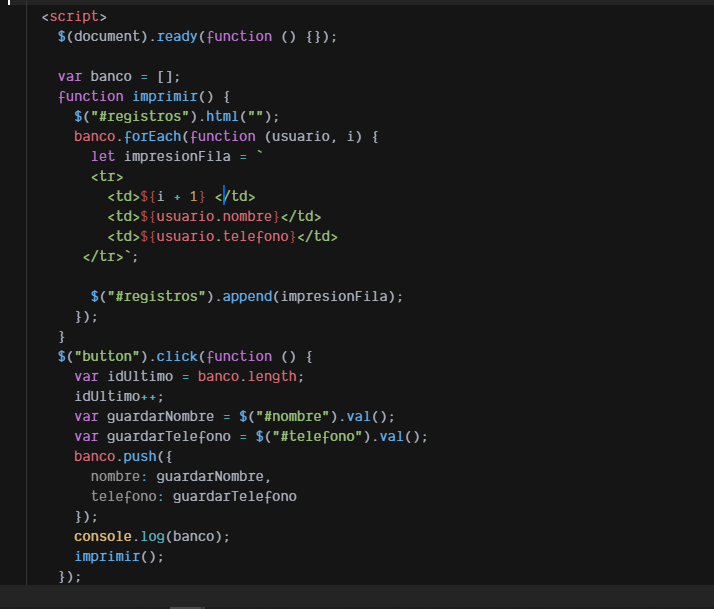 <script>
$(document).ready(function () {});
var banco = [];
function imprimir() {
$("#registros").html("");
banco.forEach(function (usuario, i) {
let impresionFila = `
<tr>
<td>${i + 1} </td>
<td>${usuario.nombre}</td>
<td>${usuario.telefono}</td>
</tr>`;
$("#registros").append(impresionFila);
});
}
$("button").click(function () {
var idUltimo = banco.length;
idUltimo++;
var guardarNombre = $("#nombre").val();
var guardarTelefono = $("#telefono").val();
banco.push({
nombre: guardarNombre,
telefono: guardarTelefono
});
console.log(banco);
imprimir();
});